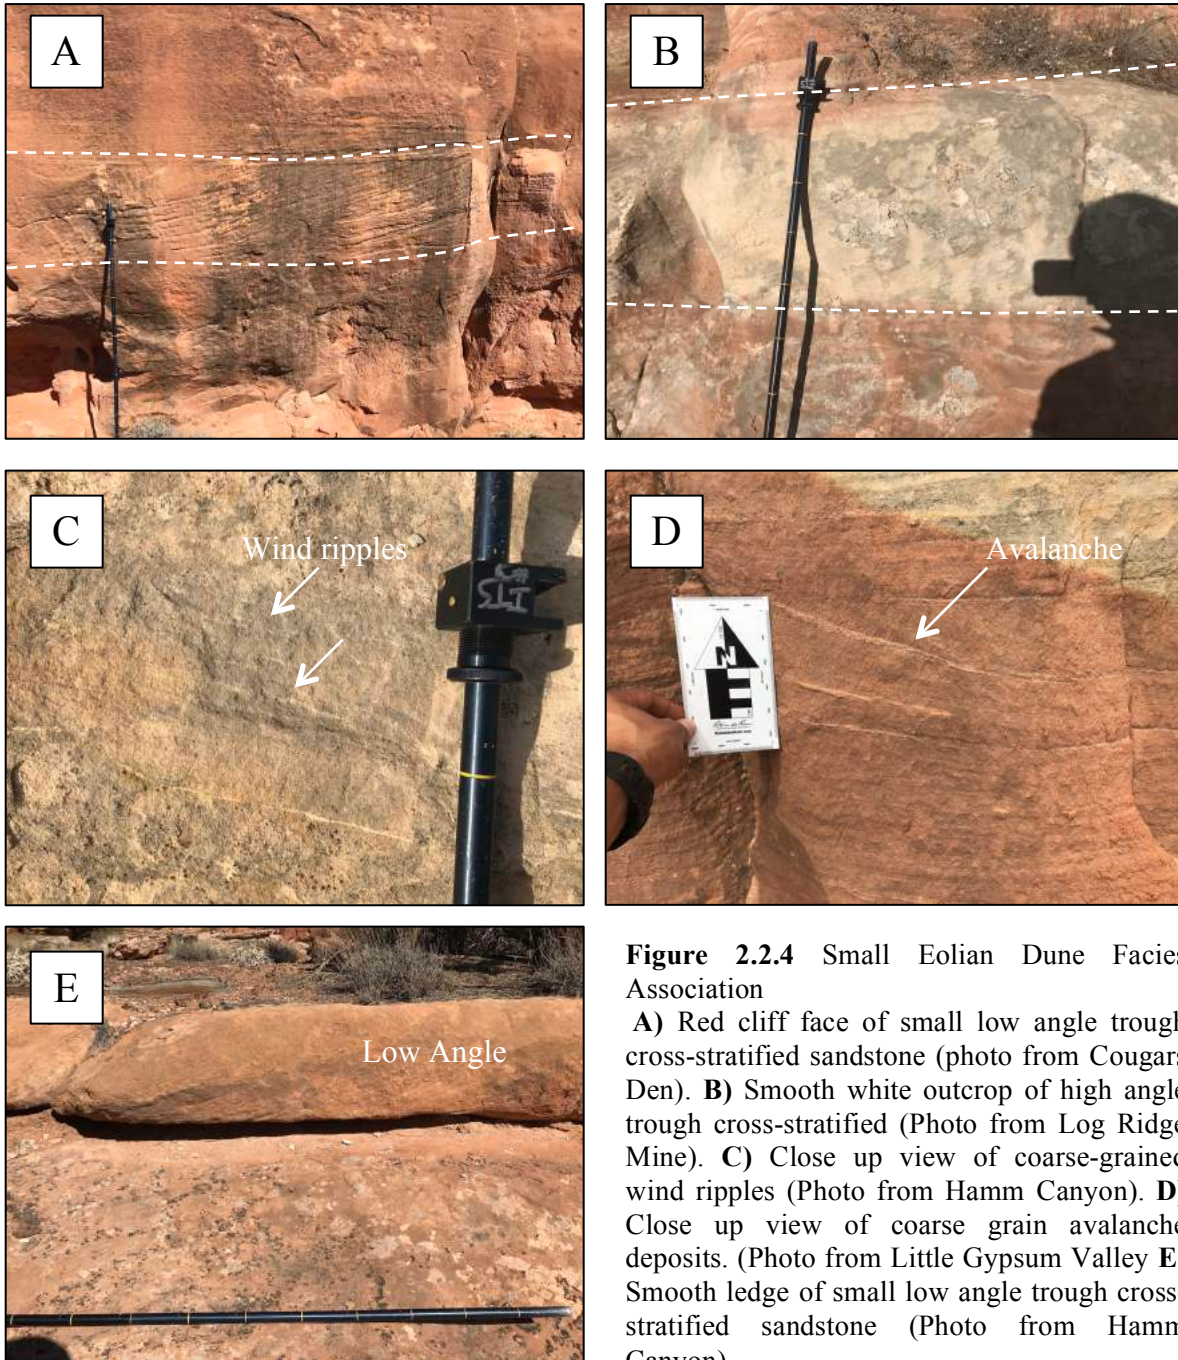 A
B
C
Wind ripples
STI
D
Avalanche
N
E
E
Low Angle
Figure 2.2.4 Small Eolian Dune Facies
Association
A) Red cliff face of small low angle trough
cross-stratified sandstone (photo from Cougars
Den). B) Smooth white outcrop of high angle
trough cross-stratified (Photo from Log Ridge
Mine). C) Close up view of coarse-grained
wind ripples (Photo from Hamm Canyon). D)
Close up view of coarse grain avalanche
deposits. (Photo from Little Gypsum Valley E)
Smooth ledge of small low angle trough cross-
stratified sandstone (Photo from Hamm
Canyon)